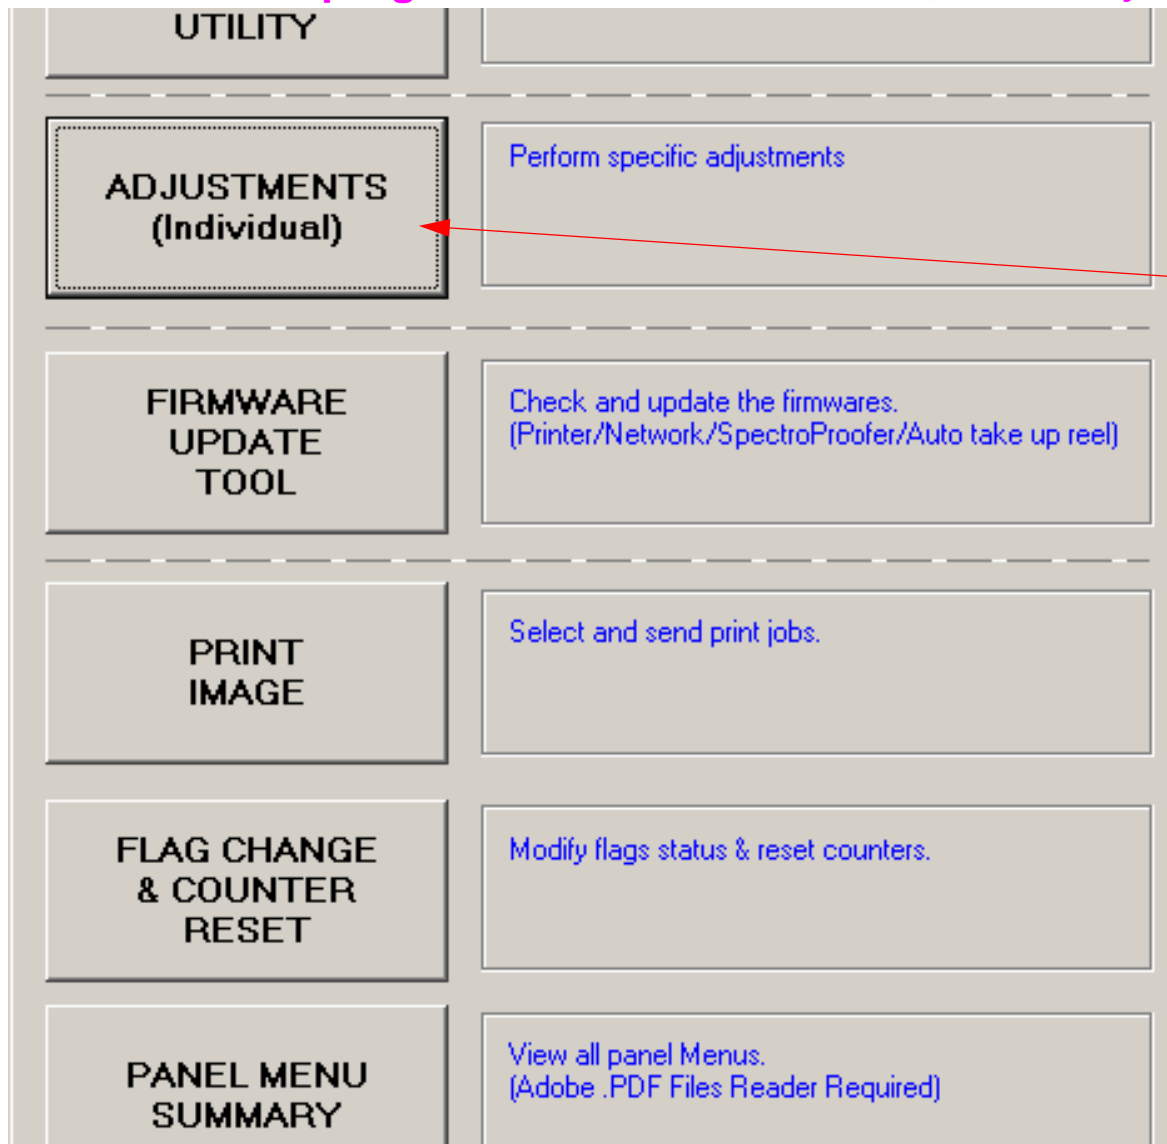 UTILITY
ADJUSTMENTS
(Individual)
Perform specific adjustments
FIRMWARE
UPDATE
TOOL
Check and update the firmwares.
(Printer/Network/SpectroProofer/Auto take up reel)
PRINT
IMAGE
Select and send print jobs.
FLAG CHANGE
& COUNTER
RESET
Modify flags status & reset counters.
PANEL MENU
SUMMARY
View all panel Menus.
(Adobe .PDF Files Reader Required)